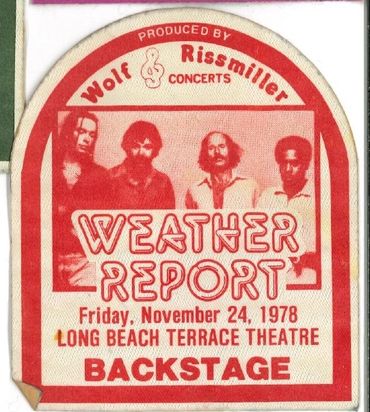 PRODUCED BY
Wolf & Rissmiller
CONCERTS
WEATHER
REPORT
Friday, November 24, 1978
LONG BEACH TERRACE THEATRE
BACKSTAGE